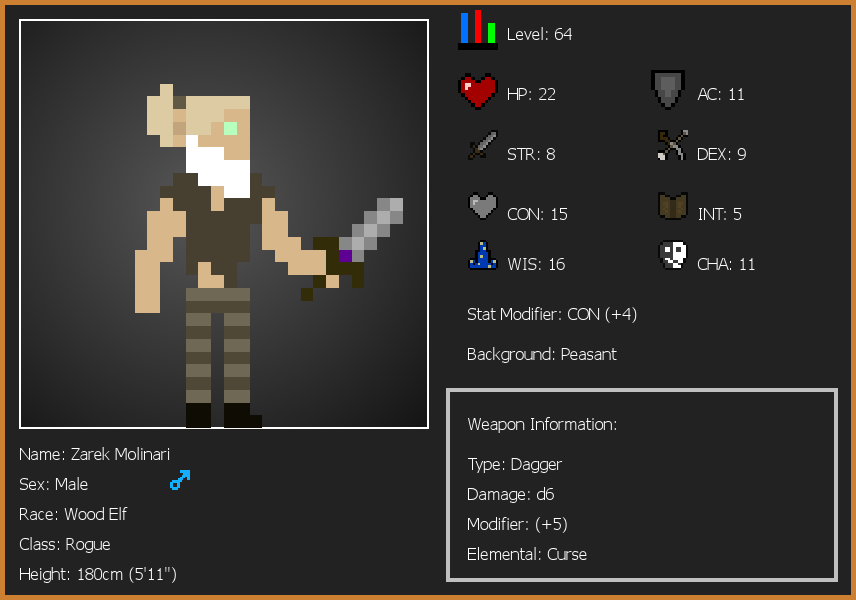 Level: 64
HP: 22
AC: 11
STR: 8
DEX: 9
CON: 15
INT: 5
WIS: 16
CHA: 11
Stat Modifier: CON (+4)
Background: Peasant
Weapon Information:
Type: Dagger
Damage: d6
Modifier: (+5)
Elemental: Curse
Name: Zarek Molinari
Sex: Male
Race: Wood Elf
Class: Rogue
Height: 180cm (5'11")